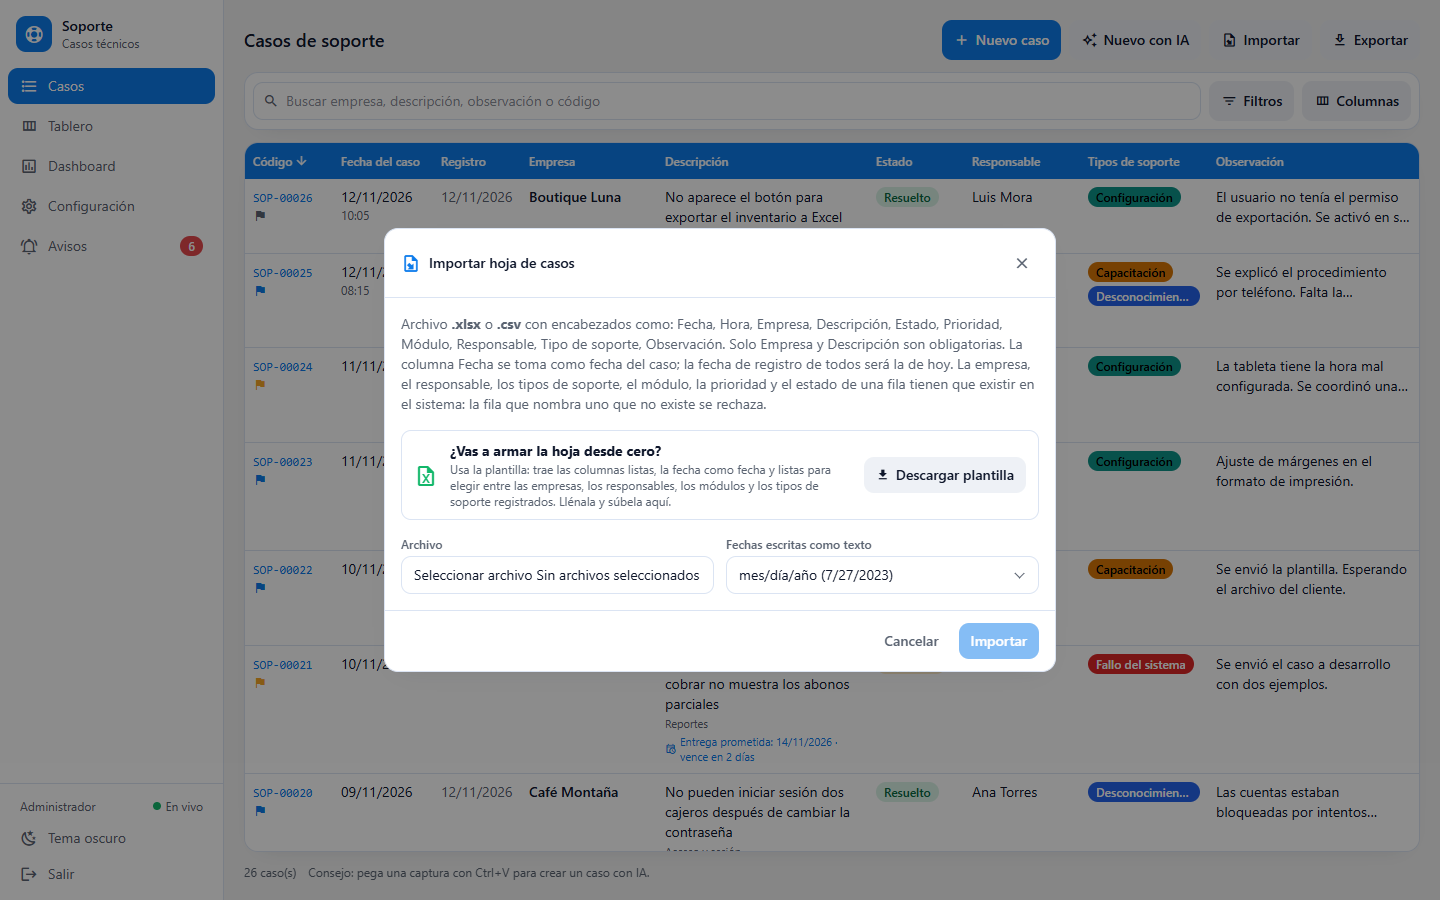 Soporte
Casos técnicos
Casos
Tablero
Dashboard
Configuración
Avisos
6
Administrador
En vivo
Tema oscuro
Salir
Casos de soporte
Nuevo caso
Nuevo con IA
Importar
Exportar
Buscar empresa, descripción, observación o código
Filtros
Columnas
Código
Fecha del caso
Registro
Empresa
Descripción
Estado
Responsable
Tipos de soporte
Observación
SOP-00026
12/11/2026
10:05
12/11/2026
Boutique Luna
No aparece el botón para
exportar el inventario a Excel
Resuelto
Luis Mora
Configuración
El usuario no tenía el permiso
de exportación. Se activó en s...
SOP-00025
12/11/
08:15
Capacitación
Desconocimien...
Se explicó el procedimiento
por teléfono. Falta la...
SOP-00024
11/11/
Configuración
La tableta tiene la hora mal
configurada. Se coordinó una...
SOP-00023
11/11/
Configuración
Ajuste de márgenes en el
formato de impresión.
SOP-00022
10/11/
Capacitación
Se envió la plantilla. Esperando
el archivo del cliente.
SOP-00021
10/11/
cobrar no muestra los abonos
parciales
Reportes
Entrega prometida: 14/11/2026 ·
vence en 2 días
Fallo del sistema
Se envió el caso a desarrollo
con dos ejemplos.
SOP-00020
09/11/2026
12/11/2026
Café Montaña
No pueden iniciar sesión dos
cajeros después de cambiar la
contraseña
Resuelto
Ana Torres
Desconocimien...
Las cuentas estaban
bloqueadas por intentos...
26 caso(s)
Consejo: pega una captura con Ctrl+V para crear un caso con IA.
Importar hoja de casos
Archivo .xlsx o .csv con encabezados como: Fecha, Hora, Empresa, Descripción, Estado, Prioridad,
Módulo, Responsable, Tipo de soporte, Observación. Solo Empresa y Descripción son obligatorias. La
columna Fecha se toma como fecha del caso; la fecha de registro de todos será la de hoy. La empresa,
el responsable, los tipos de soporte, el módulo, la prioridad y el estado de una fila tienen que existir en
el sistema: la fila que nombra uno que no existe se rechaza.
¿Vas a armar la hoja desde cero?
Usa la plantilla: trae las columnas listas, la fecha como fecha y listas para
elegir entre las empresas, los responsables, los módulos y los tipos de
soporte registrados. Llénala y súbela aquí.
Descargar plantilla
Archivo
Seleccionar archivo Sin archivos seleccionados
Fechas escritas como texto
mes/día/año (7/27/2023)
Cancelar
Importar